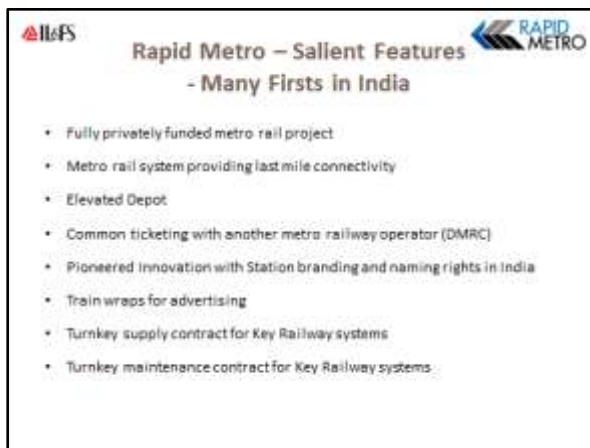 IL&FS
RAPID
METRO
Rapid Metro – Salient Features
- Many Firsts in India
• Fully privately funded metro rail project
• Metro rail system providing last mile connectivity
• Elevated Depot
• Common ticketing with another metro railway operator (DMRC)
• Pioneered Innovation with Station branding and naming rights in India
• Train wraps for advertising
• Turnkey supply contract for Key Railway systems
• Turnkey maintenance contract for Key Railway systems